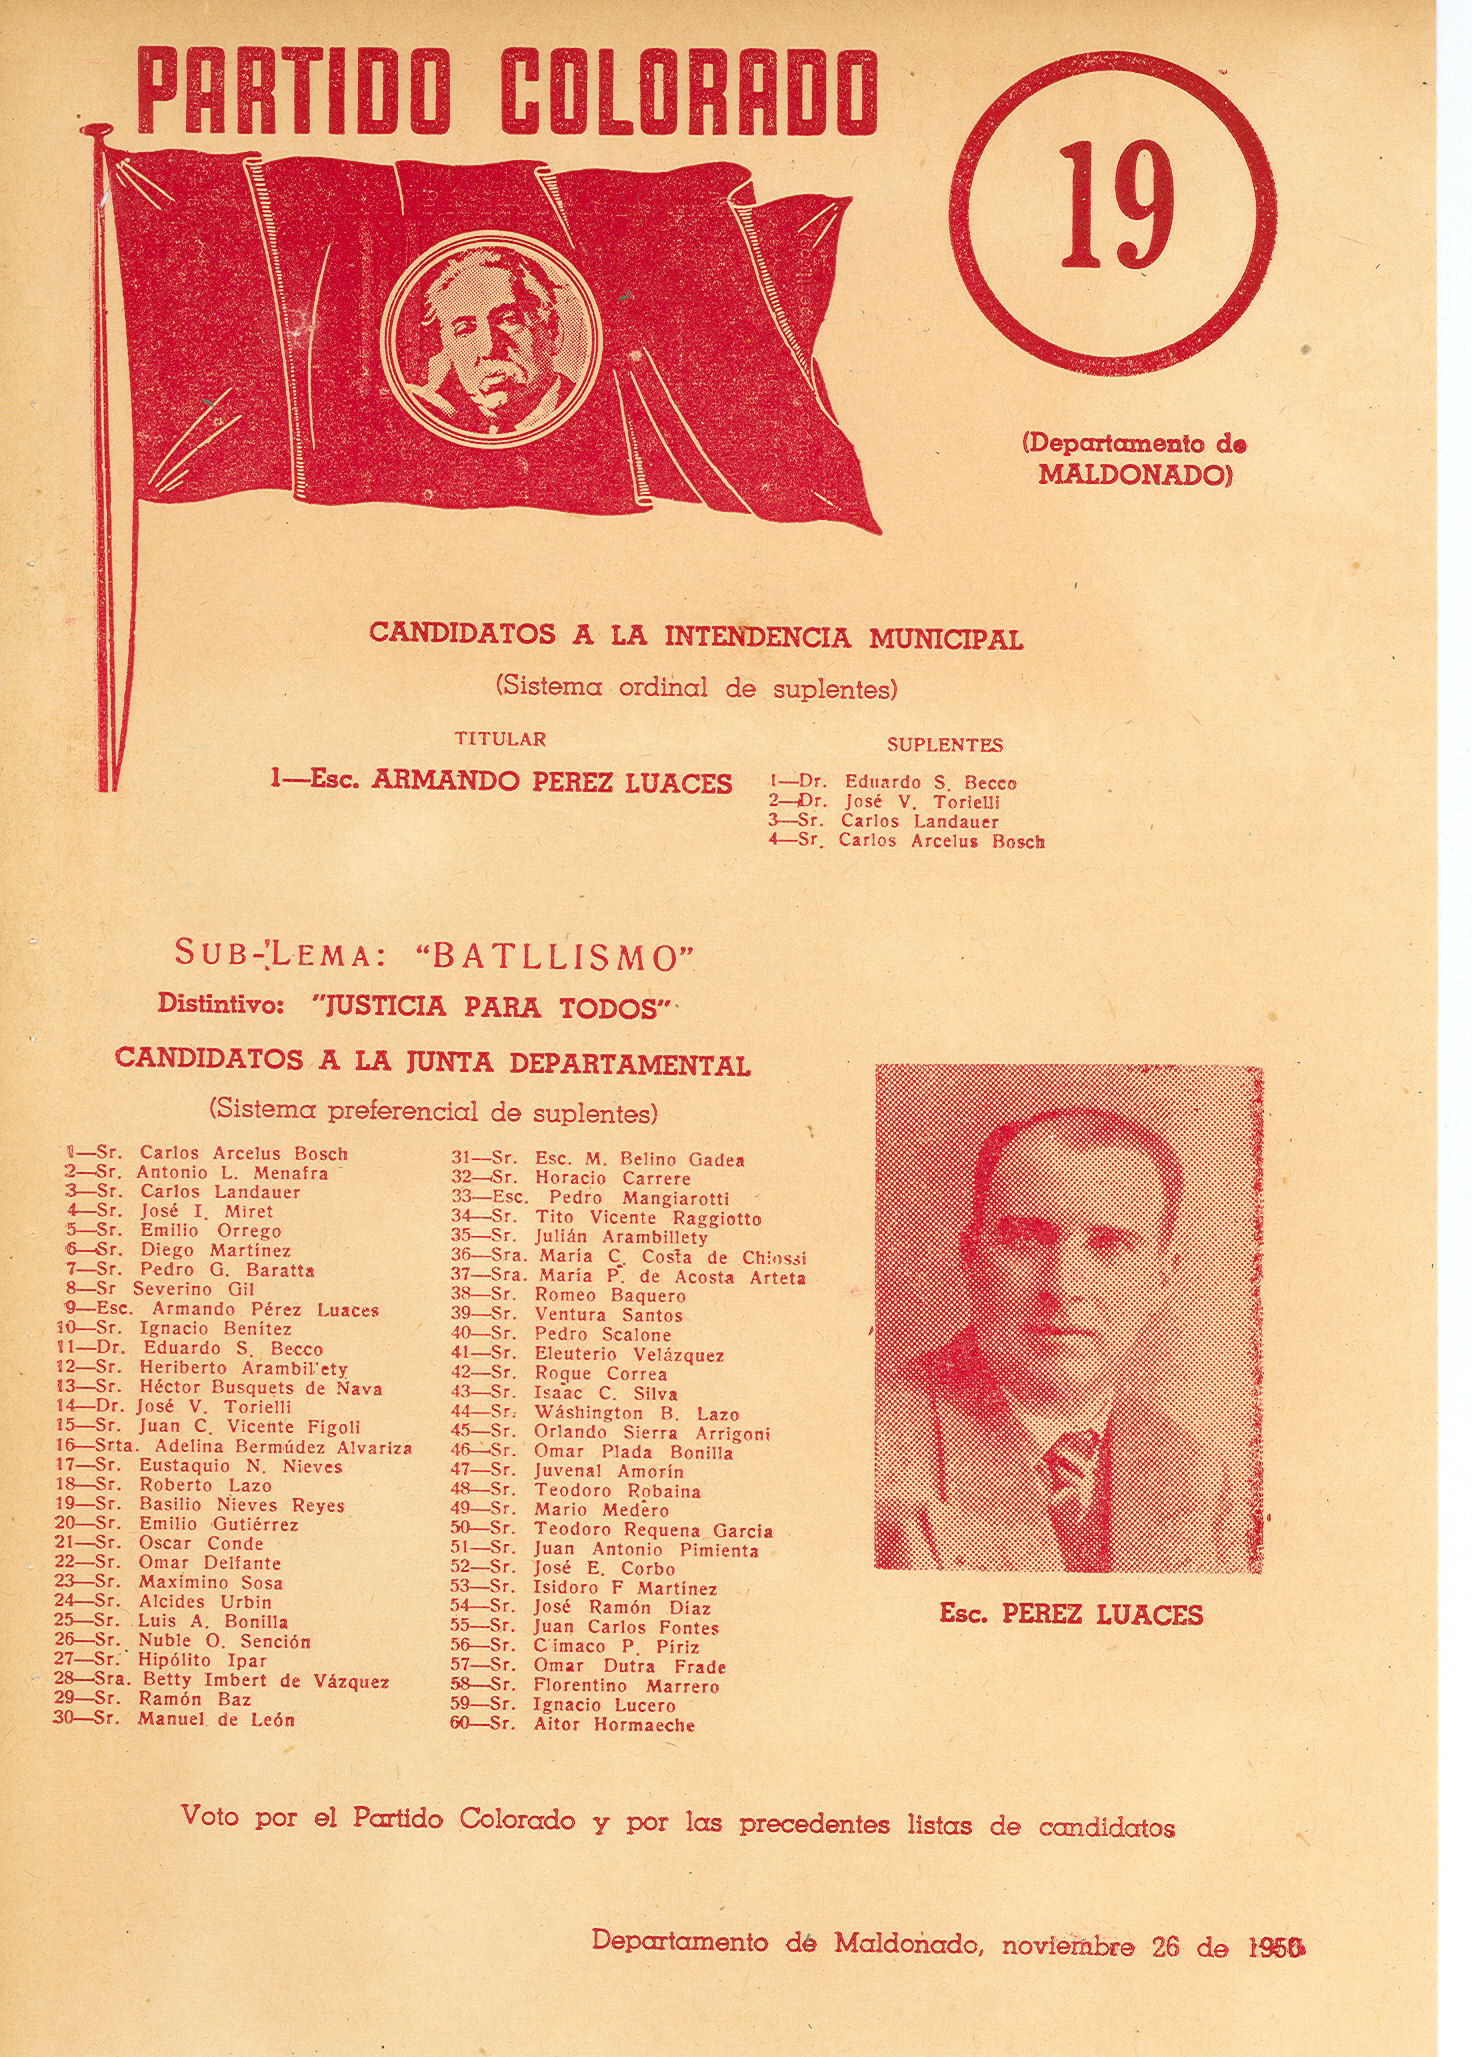 PARTIDO COLORADO
19
(Departamento de
MALDONADO)
CANDIDATOS A LA INTENDENCIA MUNICIPAL
(Sistema ordinal de suplentes)
TITULAR
1—Esc. ARMANDO PEREZ LUACES
SUPLENTES
1—Dr. Eduardo S. Becco
2—Dr. José V. Torielli
3—Sr. Carlos Landauer
4—Sr. Carlos Arcelus Bosch
SUB-LEMA: “BATLLISMO”
Distintivo: "JUSTICIA PARA TODOS"
CANDIDATOS A LA JUNTA DEPARTAMENTAL
(Sistema preferencial de suplentes)
1—Sr. Carlos Arcelus Bosch
2—Sr. Antonio L. Menafra
3—Sr. Carlos Landauer
4—Sr. José I. Miret
5—Sr. Emilio Orrego
6—Sr. Diego Martínez
7—Sr. Pedro G. Baratta
8—Sr Severino Gil
9—Esc. Armando Pérez Luaces
10—Sr. Ignacio Benítez
11—Dr. Eduardo S. Becco
12—Sr. Heriberto Arambil'ety
13—Sr. Héctor Busquets de Nava
14—Dr. José V. Torielli
15—Sr. Juan C. Vicente Fígoli
16—Srta. Adelina Bermúdez Alvariza
17—Sr. Eustaquio N. Nieves
18—Sr. Roberto Lazo
19—Sr. Basilio Nieves Reyes
20—Sr. Emilio Gutiérrez
21—Sr. Oscar Conde
22—Sr. Omar Delfante
23—Sr. Maximino Sosa
24—Sr. Alcides Urbin
25—Sr. Luis A. Bonilla
26—Sr. Nuble O. Sención
27—Sr. Hipólito Ipar
28—Sra. Betty Imbert de Vázquez
29—Sr. Ramón Baz
30—Sr. Manuel de León
31—Sr. Esc. M. Belino Gadea
32—Sr. Horacio Carrere
33—Esc. Pedro Mangiarotti
34—Sr. Tito Vicente Raggiotto
35—Sr. Julián Arambillety
36—Sra. María C. Costa de Chiossi
37—Sra. María P. de Acosta Arteta
38—Sr. Romeo Baquero
39—Sr. Ventura Santos
40—Sr. Pedro Scalone
41—Sr. Eleuterio Velázquez
42—Sr. Roque Correa
43—Sr. Isaac C. Silva
44—Sr. Wáshington B. Lazo
45—Sr. Orlando Sierra Arrigoni
46—Sr. Omar Plada Bonilla
47—Sr. Juvenal Amorín
48—Sr. Teodoro Robaina
49—Sr. Mario Medero
50—Sr. Teodoro Requena García
51—Sr. Juan Antonio Pimienta
52—Sr. José E. Corbo
53—Sr. Isidoro F Martínez
54—Sr. José Ramón Díaz
55—Sr. Juan Carlos Fontes
56—Sr. C imaco P. Píriz
57—Sr. Omar Dutra Frade
58—Sr. Florentino Marrero
59—Sr. Ignacio Lucero
60—Sr. Aitor Hormaeche
Esc. PEREZ LUACES
Voto por el Partido Colorado y por las precedentes listas de candidatos
Departamento de Maldonado, noviembre 26 de 1950